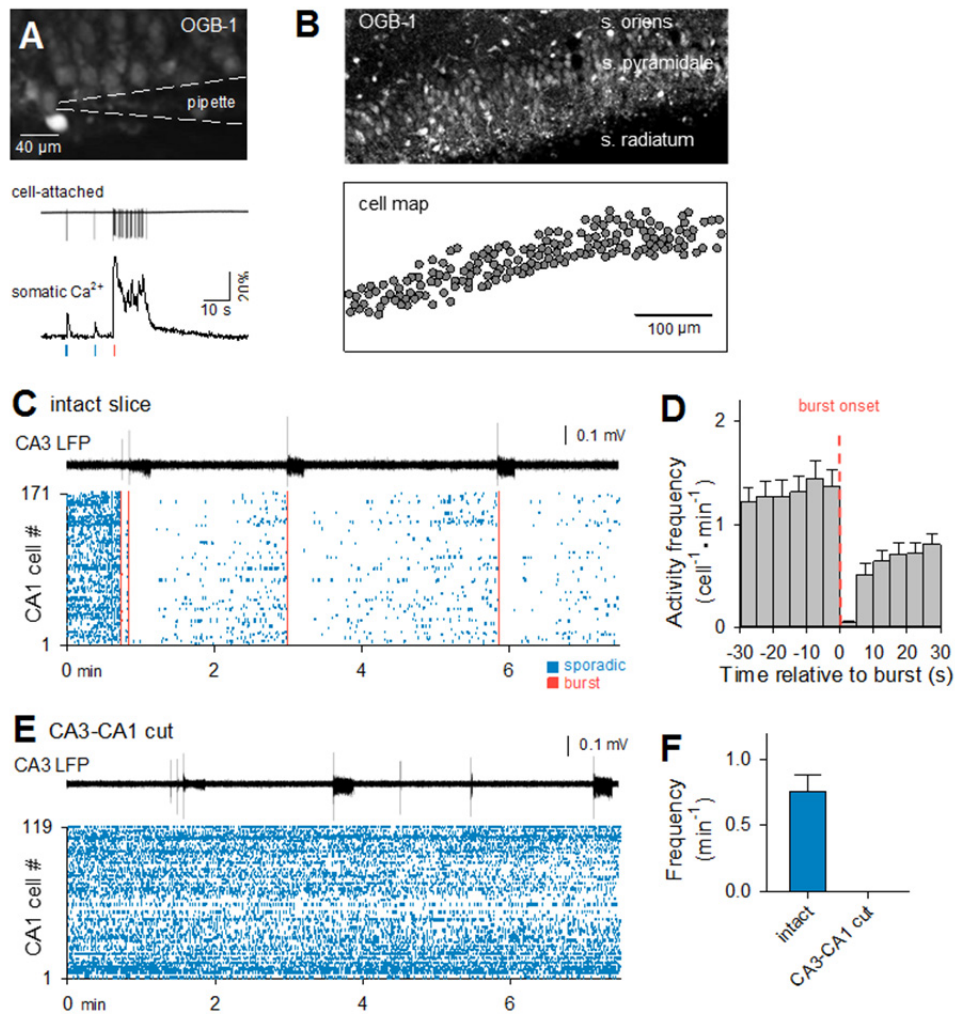 A
OGB-1
pipette
40 µm
cell-attached
somatic Ca2+
10 s
20%
B
OGB-1
s. oriens
s. pyramidale
s. radiatum
cell map
100 µm
C intact slice
CA3 LFP
0.1 mV
171
CA1 cell #
1
0 min 2 4 6
sporadic
burst
D
burst onset
2
1
0
Activity frequency
(cell-1 · min-1)
-30 -20 -10 0 10 20 30
Time relative to burst (s)
E CA3-CA1 cut
CA3 LFP
0.1 mV
119
CA1 cell #
1
0 min 2 4 6
F
1.0
0.5
0.0
Frequency
(min-1)
intact
CA3-CA1 cut